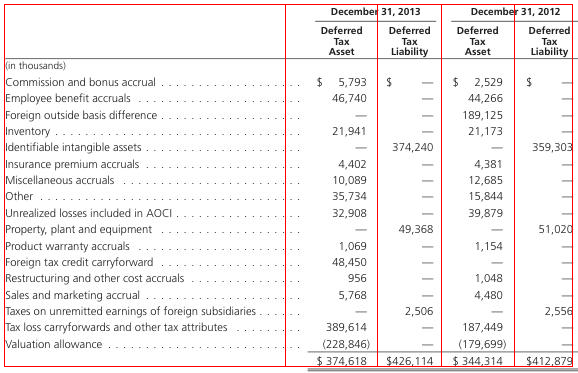 December 31, 2013 December 31, 2012
Deferred Deferred Deferred Deferred
Tax Tax Tax Tax
Asset Liability Asset Liability
(in thousands)
Commission and bonus accrual . . . . . . . . . . . . . . . . . . . . . $ 5,793 $ — $ 2,529 $ —
Employee benefit accruals . . . . . . . . . . . . . . . . . . . . . . . . 46,740 — 44,266 —
Foreign outside basis difference . . . . . . . . . . . . . . . . . . . . — — 189,125 —
Inventory . . . . . . . . . . . . . . . . . . . . . . . . . . . . . . . . . . . . 21,941 — 21,173 —
Identifiable intangible assets . . . . . . . . . . . . . . . . . . . . . . — 374,240 — 359,303
Insurance premium accruals . . . . . . . . . . . . . . . . . . . . . . . 4,402 — 4,381 —
Miscellaneous accruals . . . . . . . . . . . . . . . . . . . . . . . . . . 10,089 — 12,685 —
Other . . . . . . . . . . . . . . . . . . . . . . . . . . . . . . . . . . . . . . 35,734 — 15,844 —
Unrealized losses included in AOCI . . . . . . . . . . . . . . . . . . 32,908 — 39,879 —
Property, plant and equipment . . . . . . . . . . . . . . . . . . . . . — 49,368 — 51,020
Product warranty accruals . . . . . . . . . . . . . . . . . . . . . . . . 1,069 — 1,154 —
Foreign tax credit carryforward . . . . . . . . . . . . . . . . . . . . . 48,450 — — —
Restructuring and other cost accruals . . . . . . . . . . . . . . . . . 956 — 1,048 —
Sales and marketing accrual . . . . . . . . . . . . . . . . . . . . . . . 5,768 — 4,480 —
Taxes on unremitted earnings of foreign subsidiaries . . . . . . — 2,506 — 2,556
Tax loss carryforwards and other tax attributes . . . . . . . . . . 389,614 — 187,449 —
Valuation allowance . . . . . . . . . . . . . . . . . . . . . . . . . . . . (228,846) — (179,699) —
$ 374,618 $426,114 $ 344,314 $412,879